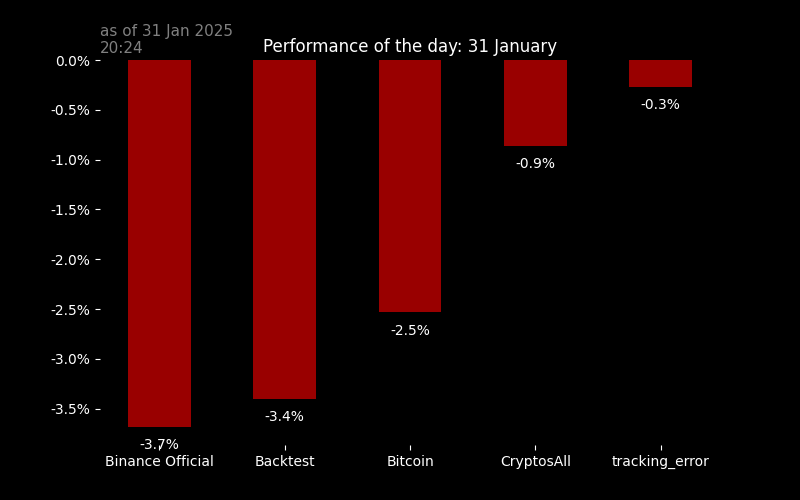 as of 31 Jan 2025
20:24
Performance of the day: 31 January
0.0%
-0.5%
-1.0%
-1.5%
-2.0%
-2.5%
-3.0%
-3.5%
-3.7%
-3.4%
-2.5%
-0.9%
-0.3%
Binance Official
Backtest
Bitcoin
CryptosAll
tracking_error